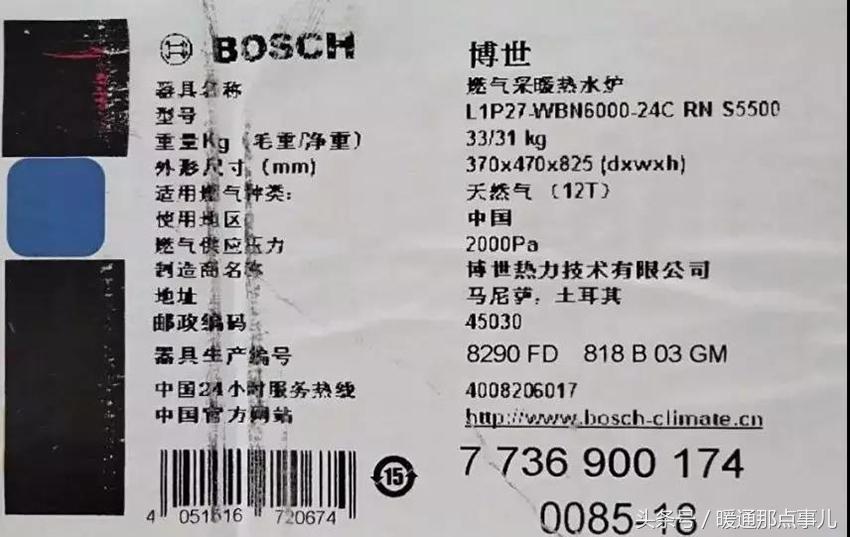 BOSCH 博世
器具名称 燃气采暖热水炉
型号 L1P27-WBN6000-24C RN S5500
重量Kg（毛重/净重） 33/31 kg
外形尺寸（mm) 370x470x825 (dxwxh)
适用燃气种类： 天然气（12T）
使用地区 中国
燃气供应压力 2000Pa
制造商名称 博世热力技术有限公司
地址 马尼萨，土耳其
邮政编码 45030
器具生产编号 8290 FD 818 B 03 GM
中国24小时服务热线 4008206017
中国官方网站 http://www.bosch-climate.cn
15 7 736 900 174
4 051516 720674 0085-18
头条号 / 暖通那点事儿